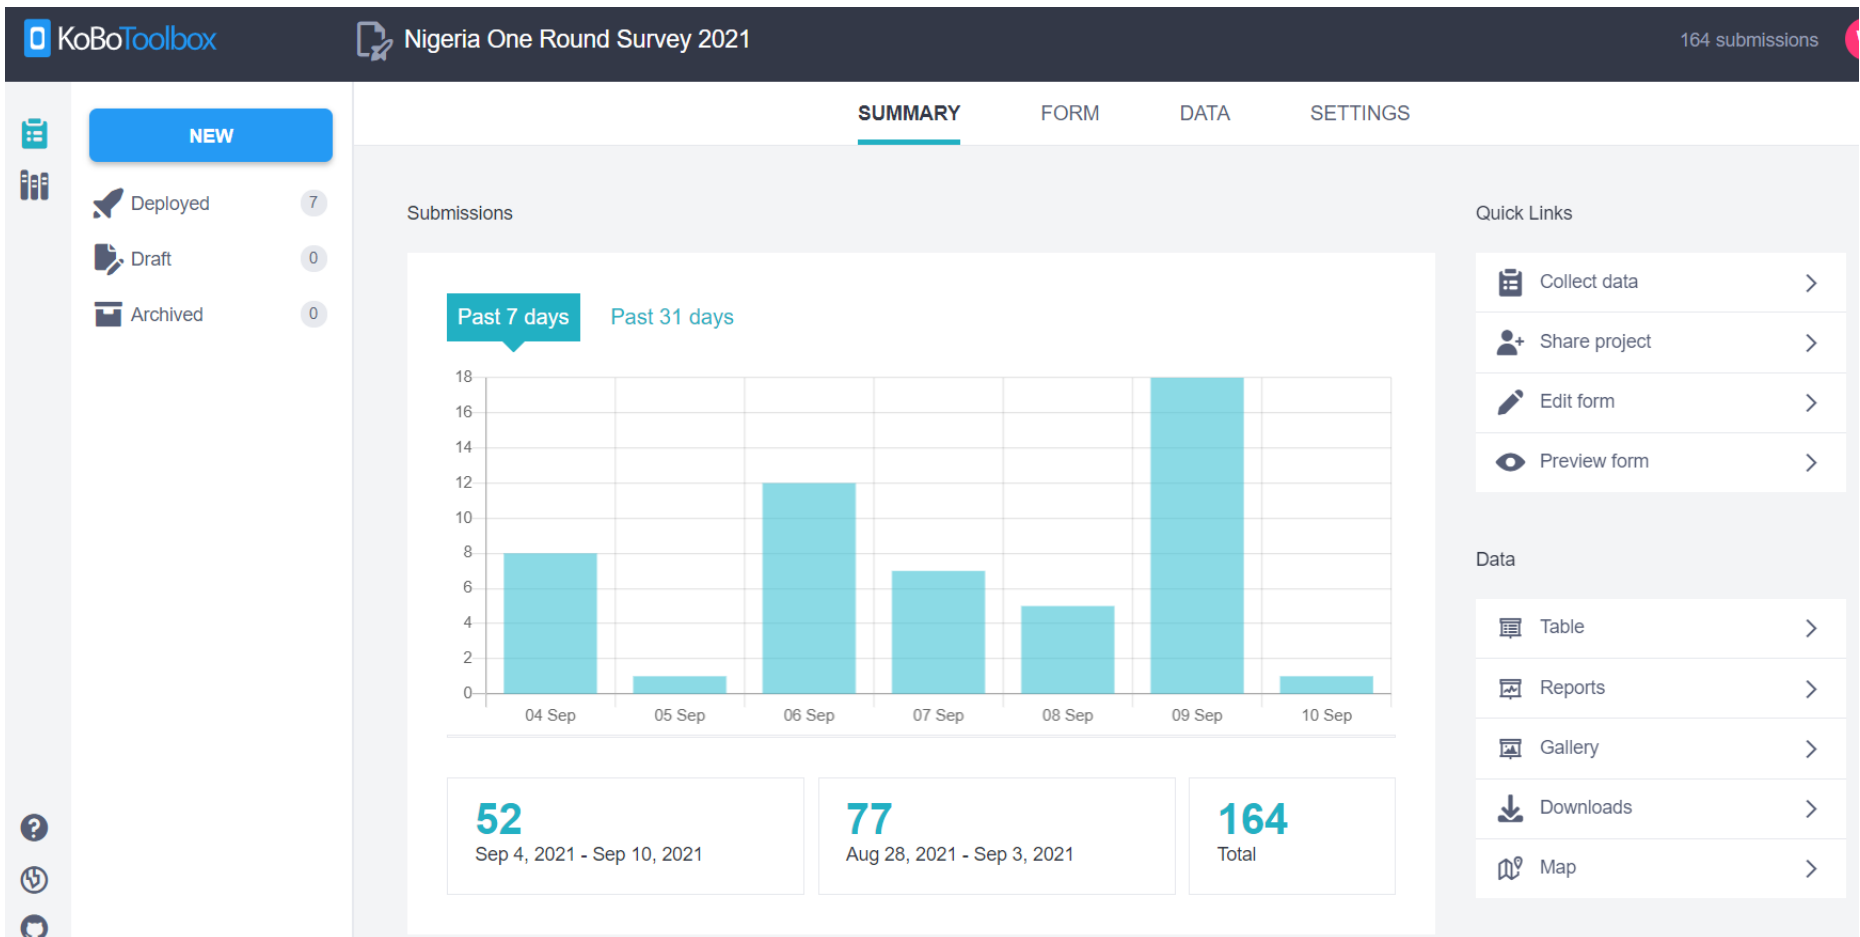 KoBoToolbox
Nigeria One Round Survey 2021
164 submissions
SUMMARY FORM DATA SETTINGS
NEW
Deployed 7
Draft 0
Archived 0
Submissions
Past 7 days Past 31 days
18
16
14
12
10
8
6
4
2
0
04 Sep 05 Sep 06 Sep 07 Sep 08 Sep 09 Sep 10 Sep
52
Sep 4, 2021 - Sep 10, 2021
77
Aug 28, 2021 - Sep 3, 2021
164
Total
Quick Links
Collect data
Share project
Edit form
Preview form
Data
Table
Reports
Gallery
Downloads
Map